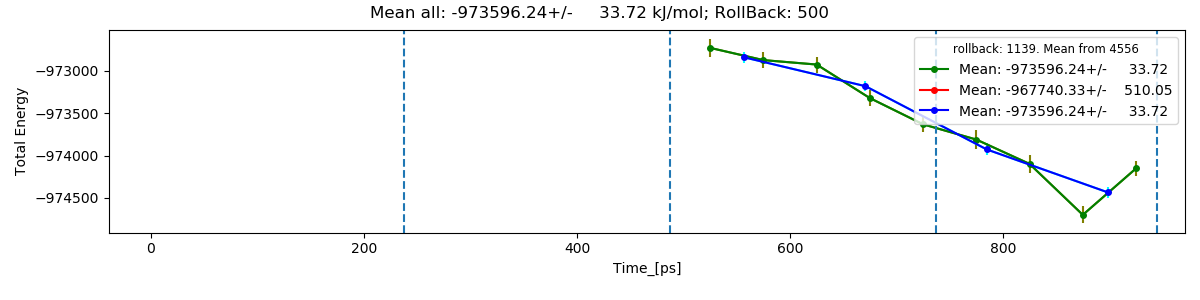 Mean all: -973596.24+/-     33.72 kJ/mol; RollBack: 500
rollback: 1139. Mean from 4556
Mean: -973596.24+/-     33.72
Mean: -967740.33+/-    510.05
Mean: -973596.24+/-     33.72
Total Energy
−973000
−973500
−974000
−974500
0
200
400
600
800
Time_[ps]